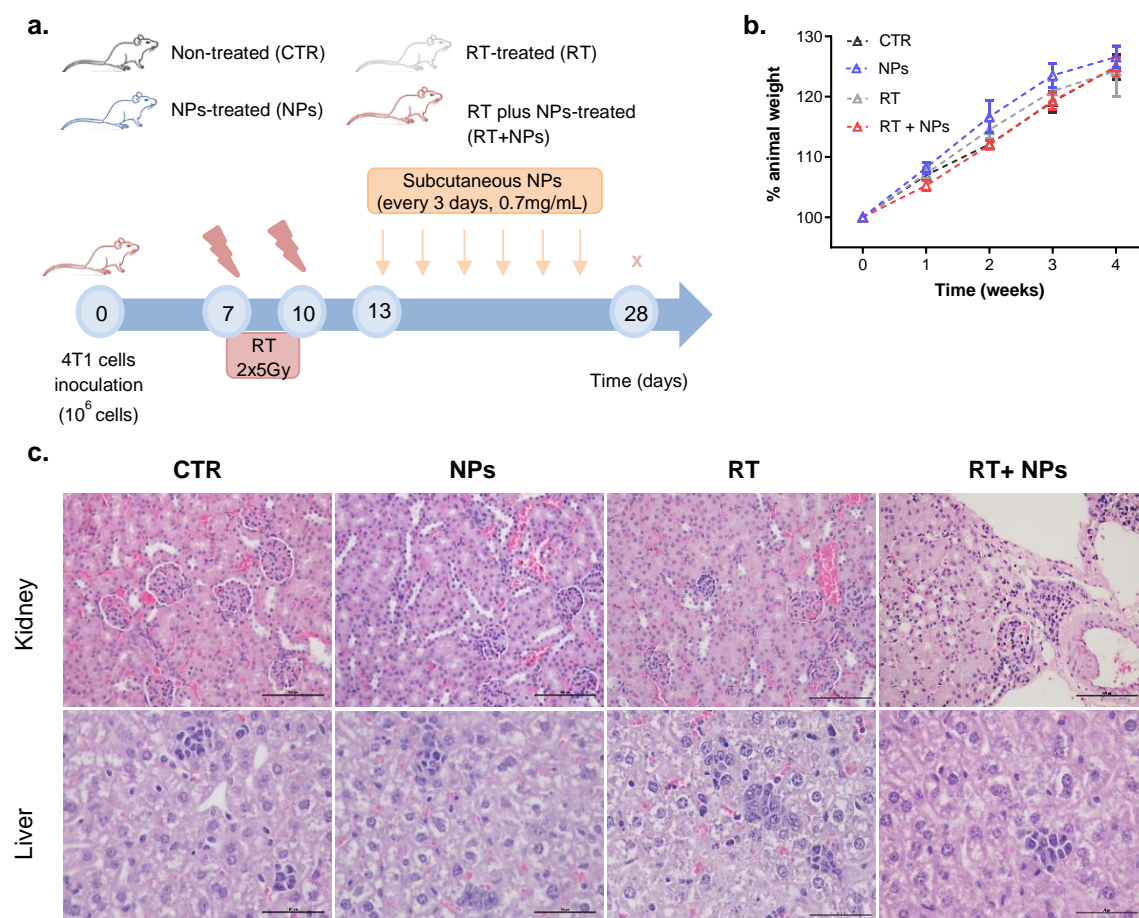 a.
Non-treated (CTR)
RT-treated (RT)
NPs-treated (NPs)
RT plus NPs-treated
(RT+NPs)
Subcutaneous NPs
(every 3 days, 0.7mg/mL)
x
0
7
10
13
28
RT
2x5Gy
4T1 cells
inoculation
(10⁶ cells)
Time (days)
b.
CTR
NPs
RT
RT + NPs
% animal weight
130
120
110
100
0 1 2 3 4
Time (weeks)
c.
CTR NPs RT RT+ NPs
Kidney
Liver